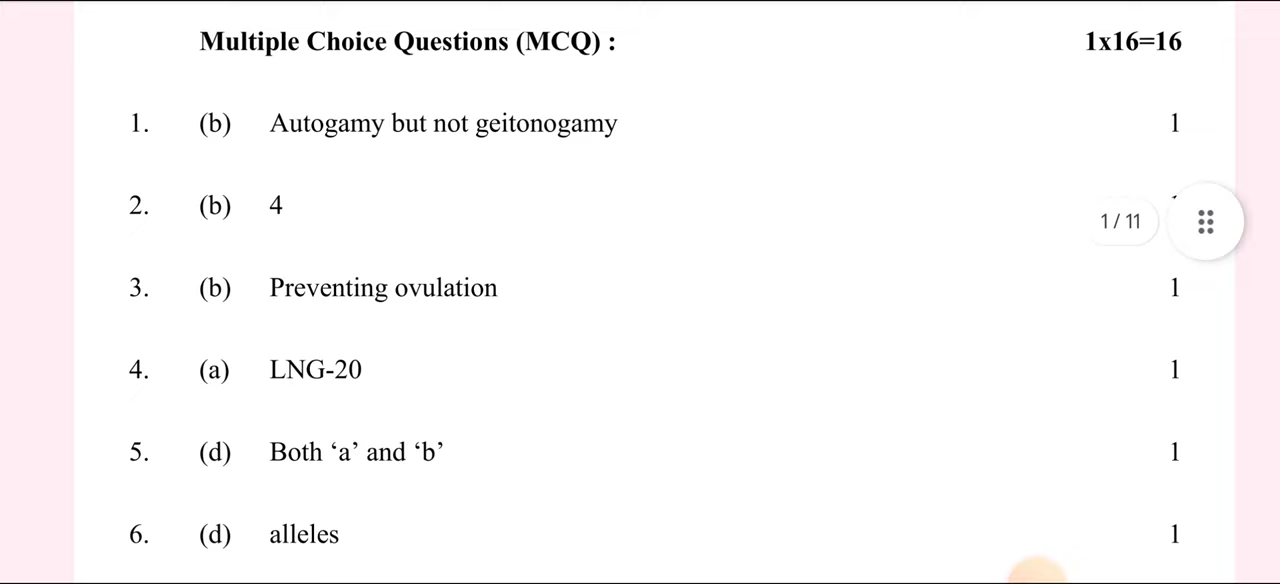 Multiple Choice Questions (MCQ) : 1x16=16
1. (b) Autogamy but not geitonogamy 1
2. (b) 4
1 / 11
3. (b) Preventing ovulation 1
4. (a) LNG-20 1
5. (d) Both ‘a’ and ‘b’ 1
6. (d) alleles 1